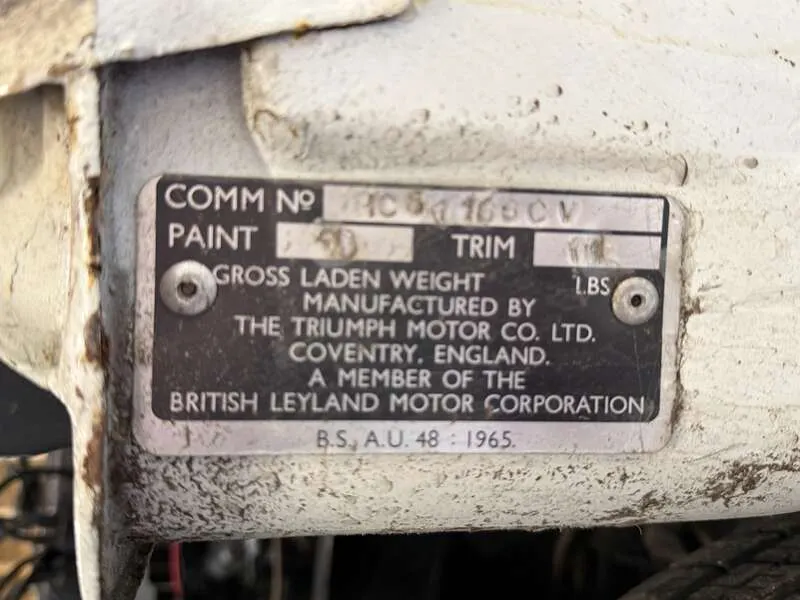 COMM Nº
PAINT TRIM
GROSS LADEN WEIGHT LBS
MANUFACTURED BY
THE TRIUMPH MOTOR CO. LTD.
COVENTRY. ENGLAND.
A MEMBER OF THE
BRITISH LEYLAND MOTOR CORPORATION
B.S. A.U. 48 : 1965.